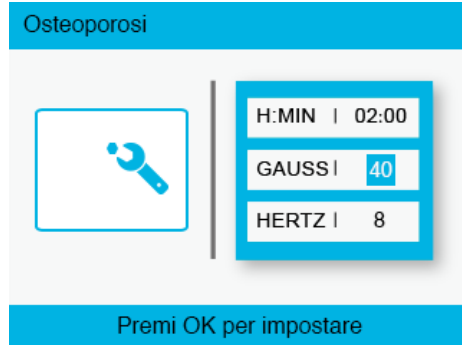 Osteoporosi
H:MIN | 02:00
GAUSS | 40
HERTZ | 8
Premi OK per impostare